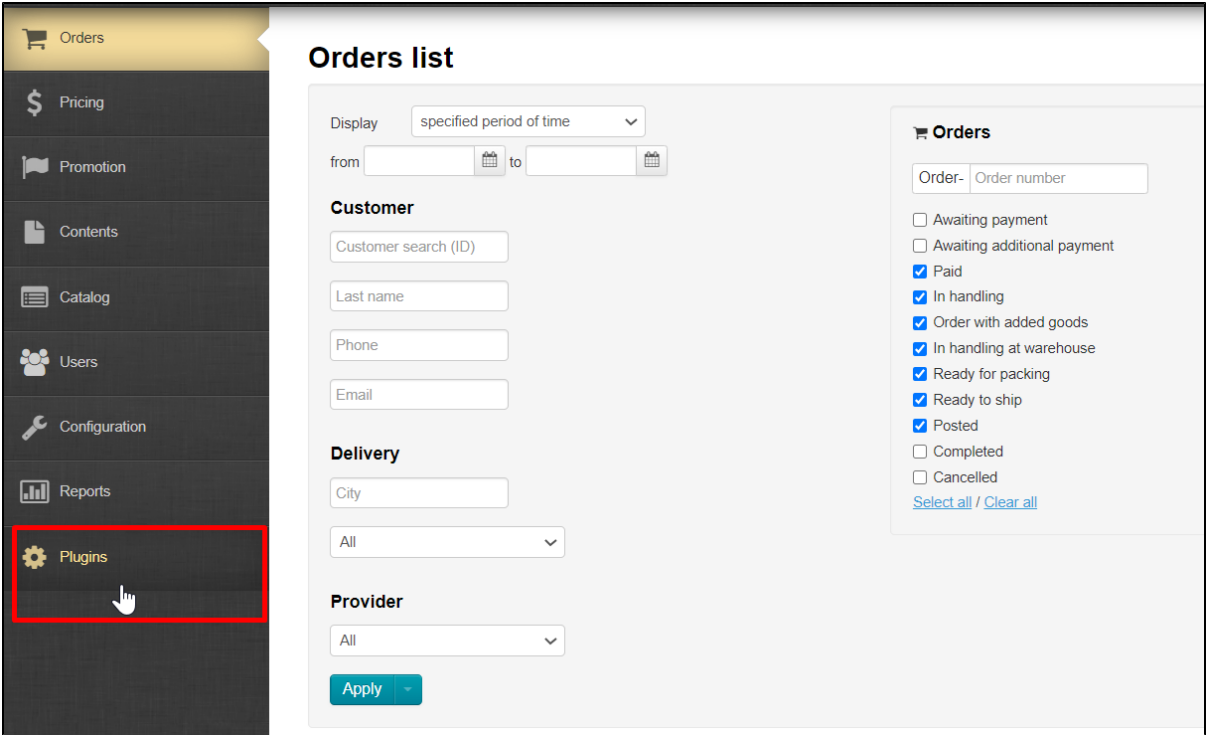 Orders
Pricing
Promotion
Contents
Catalog
Users
Configuration
Reports
Plugins
Orders list
Display specified period of time
from to
Customer
Customer search (ID)
Last name
Phone
Email
Delivery
City
All
Provider
All
Apply
Orders
Order- Order number
Awaiting payment
Awaiting additional payment
Paid
In handling
Order with added goods
In handling at warehouse
Ready for packing
Ready to ship
Posted
Completed
Cancelled
Select all / Clear all